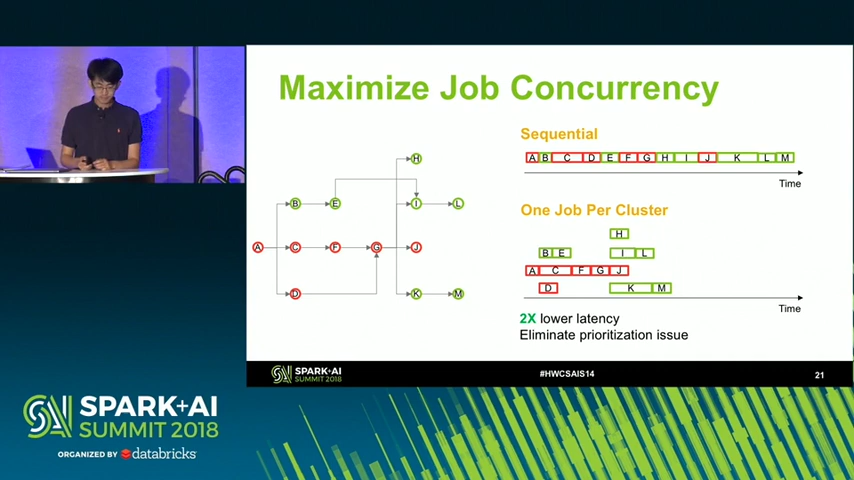 Maximize Job Concurrency
Sequential
A B C D E F G H I J K L M
Time
One Job Per Cluster
H
B E I L
A C F G J
D K M
Time
2X lower latency
Eliminate prioritization issue
H
B E I L
A C F G J
D K M
SPARK+AI
SUMMIT 2018
#HWCSAIS14
21
SPARK+AI
SUMMIT 2018
ORGANIZED BY databricks